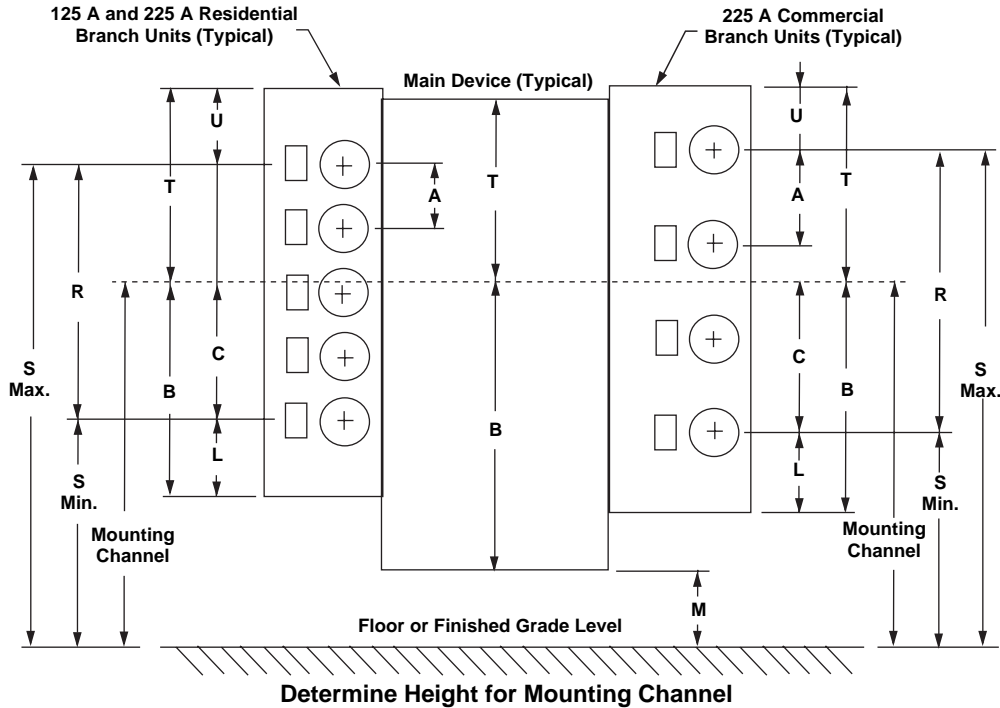 125 A and 225 A Residential
Branch Units (Typical)
225 A Commercial
Branch Units (Typical)
Main Device (Typical)
U
T
A
T
U
A
T
R
C
B
S
Max.
L
S
Min.
Mounting
Channel
B
R
C
B
S
Max.
L
S
Min.
Mounting
Channel
M
Floor or Finished Grade Level
Determine Height for Mounting Channel